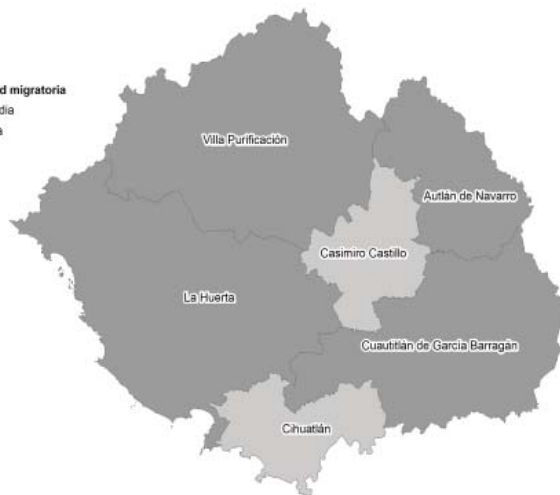 d migratoria
dia
a
Villa Purificación
Autlán de Navarro
Casimiro Castillo
La Huerta
Cuautitlán de García Barragán
Cihuatlán